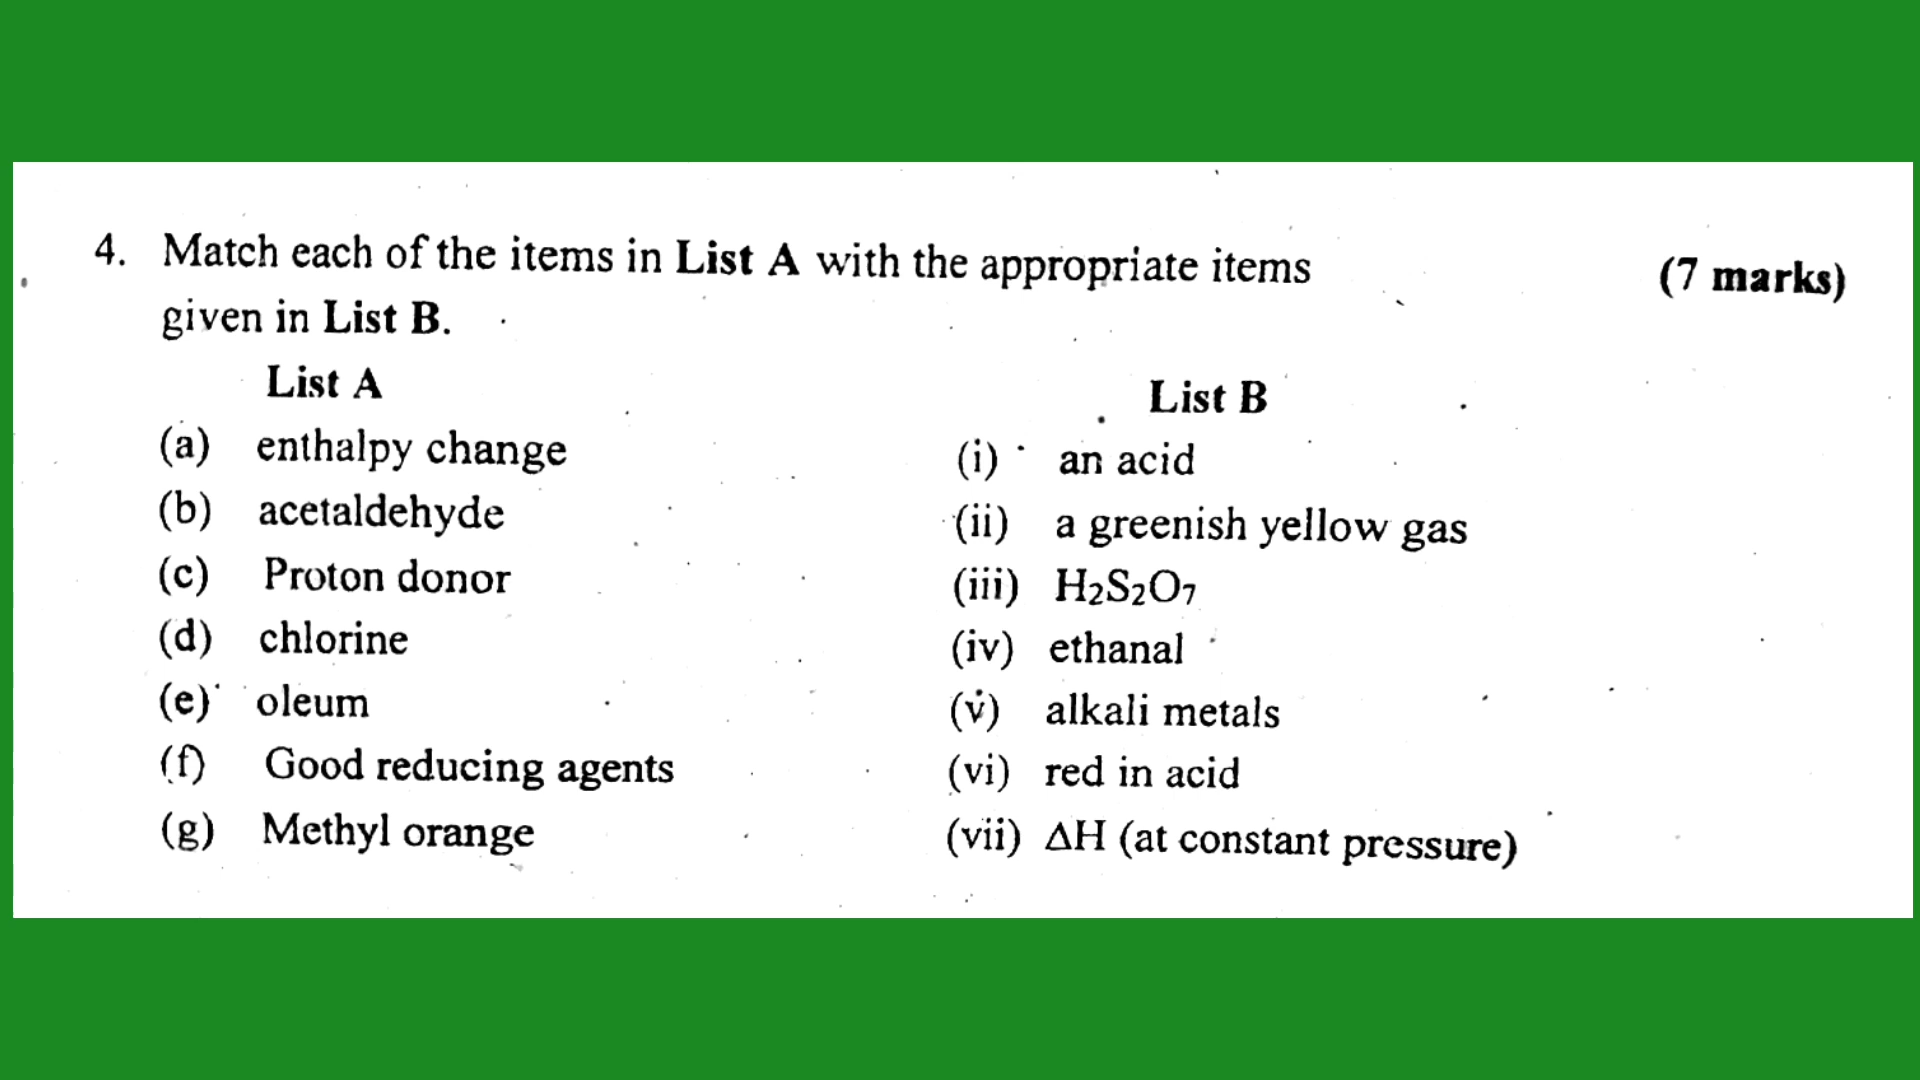 4. Match each of the items in List A with the appropriate items (7 marks)
given in List B.
List A List B
(a) enthalpy change (i) an acid
(b) acetaldehyde (ii) a greenish yellow gas
(c) Proton donor (iii) H₂S₂O₇
(d) chlorine (iv) ethanal
(e) oleum (v) alkali metals
(f) Good reducing agents (vi) red in acid
(g) Methyl orange (vii) ΔH (at constant pressure)